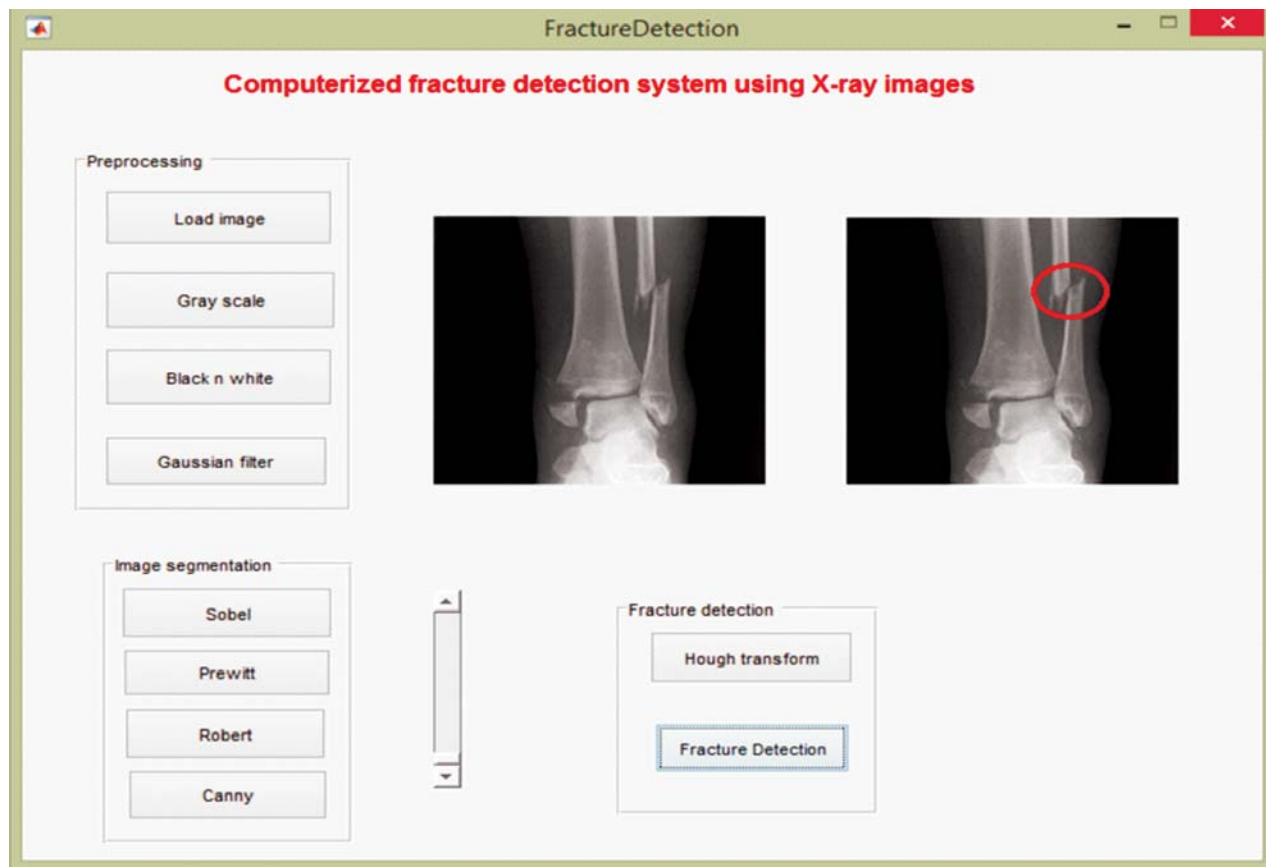 FractureDetection
Computerized fracture detection system using X-ray images
Preprocessing
Load image
Gray scale
Black n white
Gaussian filter
Image segmentation
Sobel
Prewitt
Robert
Canny
Fracture detection
Hough transform
Fracture Detection